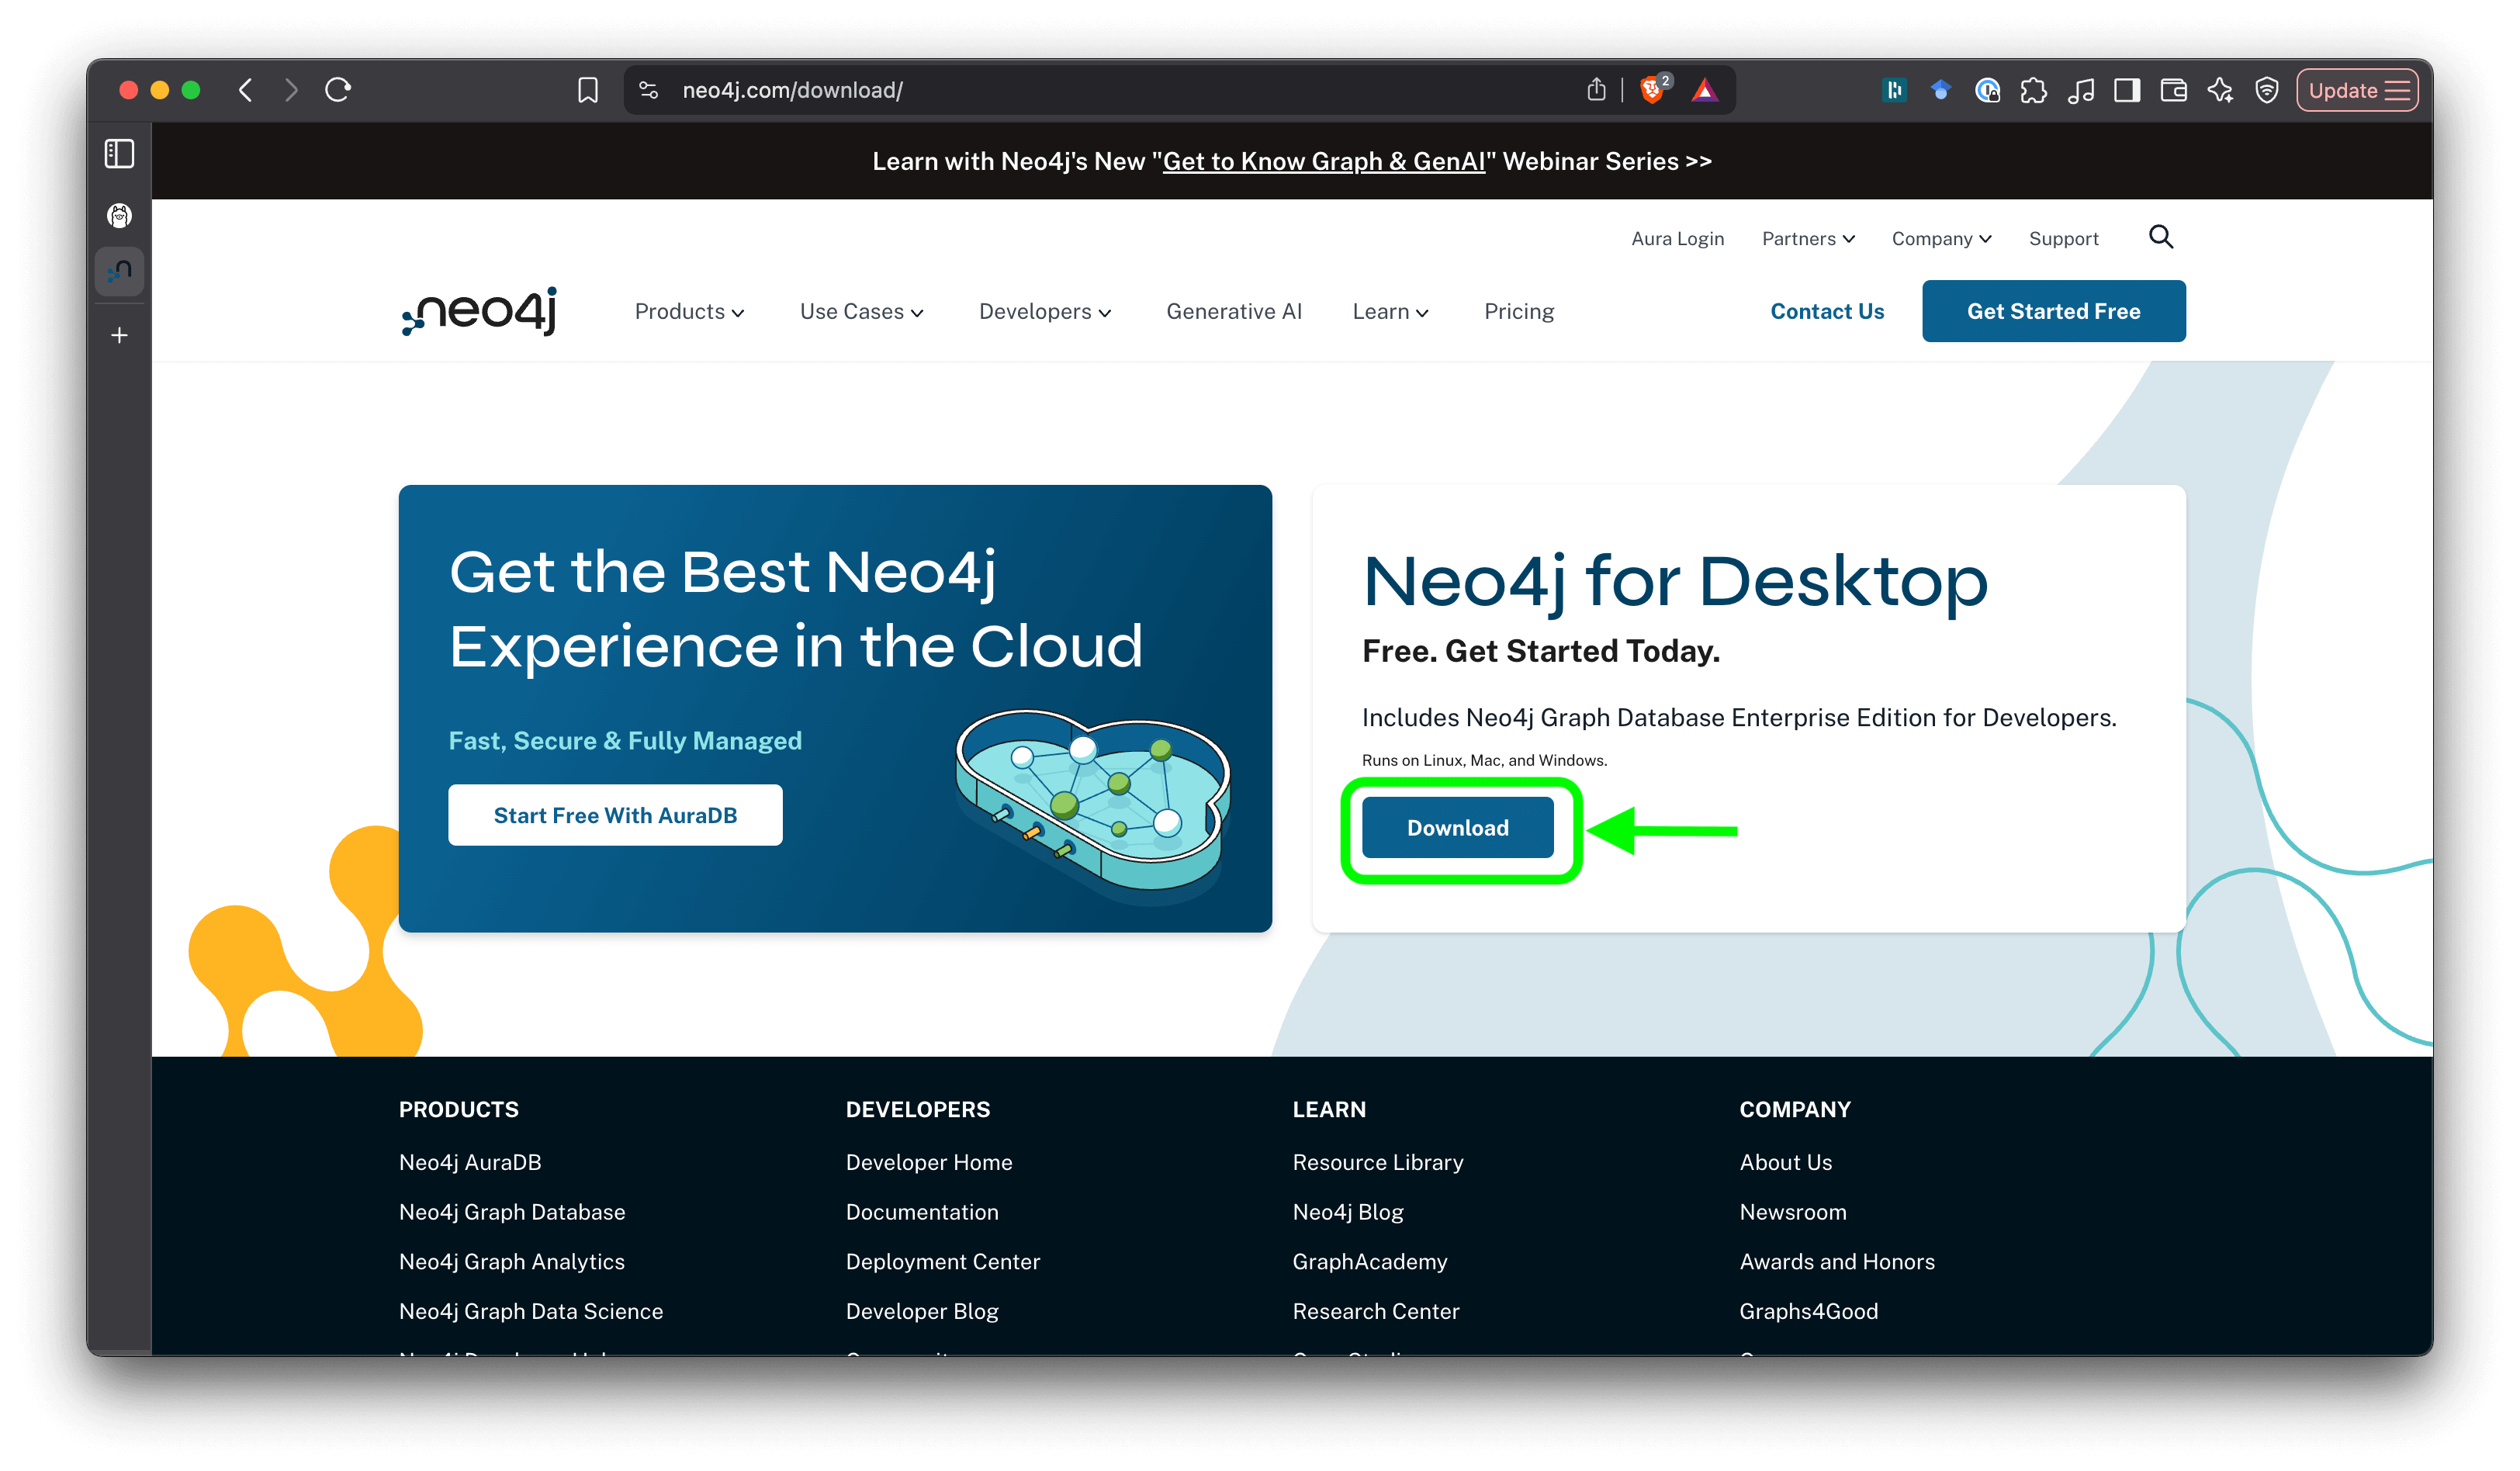 neo4j.com/download/
2
Update
Learn with Neo4j's New "Get to Know Graph & GenAI" Webinar Series >>
Aura Login
Partners
Company
Support
neo4j
Products
Use Cases
Developers
Generative AI
Learn
Pricing
Contact Us
Get Started Free
Get the Best Neo4j
Experience in the Cloud
Fast, Secure & Fully Managed
Start Free With AuraDB
Neo4j for Desktop
Free. Get Started Today.
Includes Neo4j Graph Database Enterprise Edition for Developers.
Runs on Linux, Mac, and Windows.
Download
PRODUCTS
Neo4j AuraDB
Neo4j Graph Database
Neo4j Graph Analytics
Neo4j Graph Data Science
DEVELOPERS
Developer Home
Documentation
Deployment Center
Developer Blog
LEARN
Resource Library
Neo4j Blog
GraphAcademy
Research Center
COMPANY
About Us
Newsroom
Awards and Honors
Graphs4Good